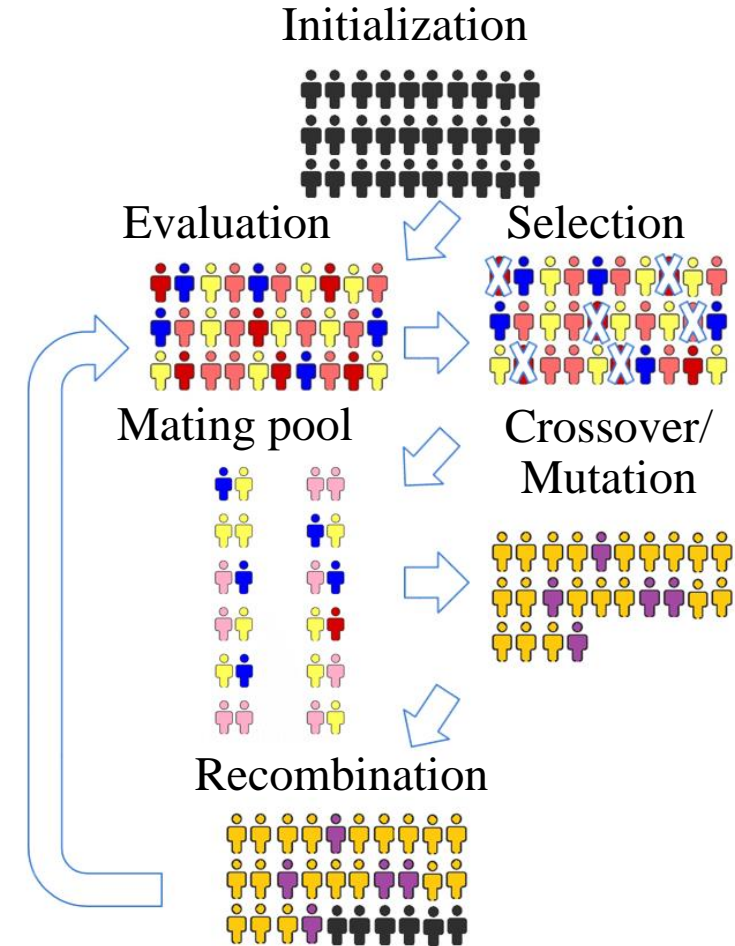 Initialization
Evaluation
Selection
Mating pool
Crossover/
Mutation
Recombination